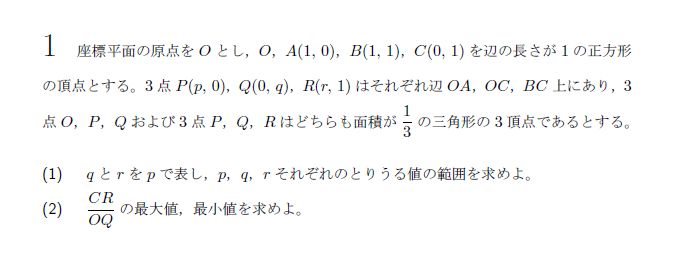 1 座標平面の原点を O とし，O，A(1, 0)，B(1, 1)，C(0, 1) を辺の長さが 1 の正方形
の頂点とする。3 点 P(p, 0)，Q(0, q)，R(r, 1) はそれぞれ辺 OA，OC，BC 上にあり，3
点 O，P，Q および 3 点 P，Q，R はどちらも面積が 1/3 の三角形の 3 頂点であるとする。
(1) q と r を p で表し，p，q，r それぞれのとりうる値の範囲を求めよ。
(2) CR/OQ の最大値，最小値を求めよ。